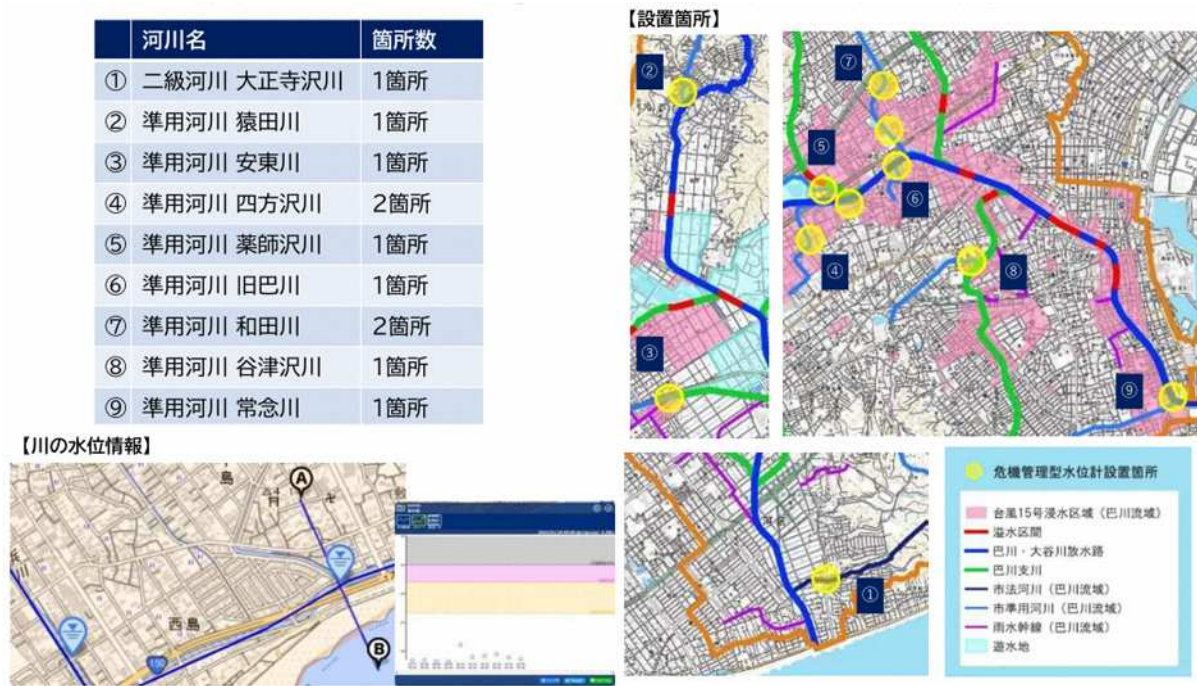 河川名 箇所数
① 二級河川 大正寺沢川 1箇所
② 準用河川 猿田川 1箇所
③ 準用河川 安東川 1箇所
④ 準用河川 四方沢川 2箇所
⑤ 準用河川 薬師沢川 1箇所
⑥ 準用河川 旧巴川 1箇所
⑦ 準用河川 和田川 2箇所
⑧ 準用河川 谷津沢川 1箇所
⑨ 準用河川 常念川 1箇所
【川の水位情報】
A
島
西島
150
B
【設置箇所】
②
③
⑦
⑤
⑥
④
⑧
⑨
①
危機管理型水位計設置箇所
台風15号浸水区域（巴川流域）
溢水区間
巴川・大谷川放水路
巴川支川
市法河川（巴川流域）
市準用河川（巴川流域）
雨水幹線（巴川流域）
遊水地